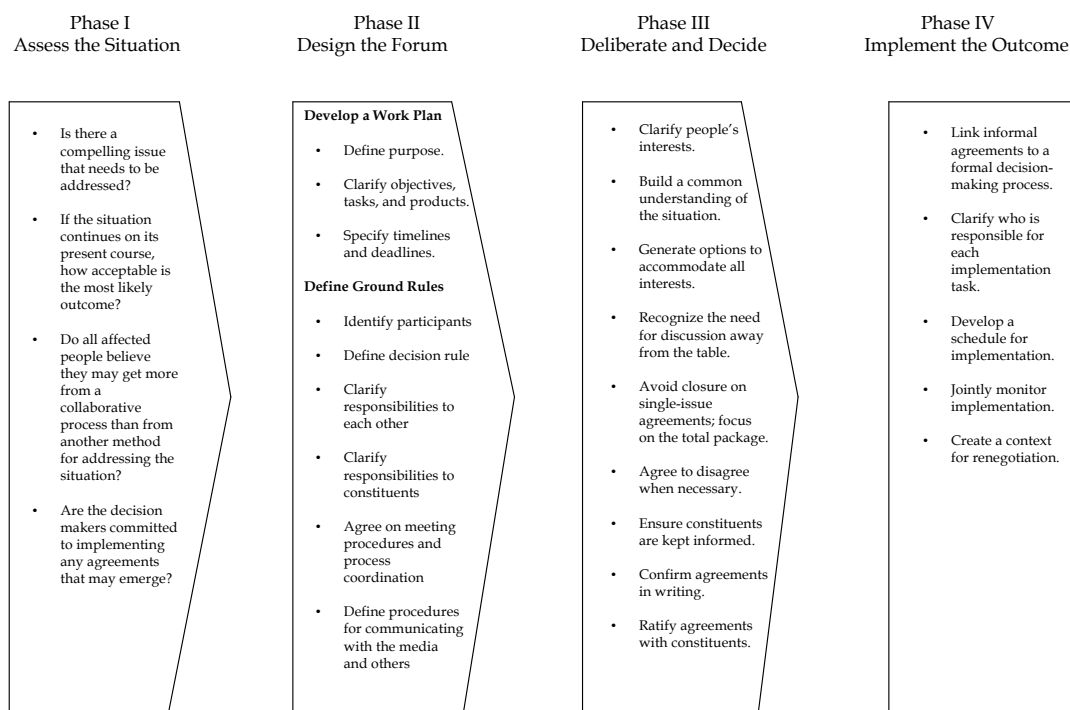 Phase I
Assess the Situation
• Is there a
compelling issue
that needs to be
addressed?
• If the situation
continues on its
present course,
how acceptable is
the most likely
outcome?
• Do all affected
people believe
they may get more
from a
collaborative
process than from
another method
for addressing the
situation?
• Are the decision
makers committed
to implementing
any agreements
that may emerge?
Phase II
Design the Forum
Develop a Work Plan
• Define purpose.
• Clarify objectives,
tasks, and products.
• Specify timelines
and deadlines.
Define Ground Rules
• Identify participants
• Define decision rule
• Clarify
responsibilities to
each other
• Clarify
responsibilities to
constituents
• Agree on meeting
procedures and
process
coordination
• Define procedures
for communicating
with the media
and others
Phase III
Deliberate and Decide
• Clarify people’s
interests.
• Build a common
understanding of
the situation.
• Generate options to
accommodate all
interests.
• Recognize the need
for discussion away
from the table.
• Avoid closure on
single-issue
agreements; focus
on the total package.
• Agree to disagree
when necessary.
• Ensure constituents
are kept informed.
• Confirm agreements
in writing.
• Ratify agreements
with constituents.
Phase IV
Implement the Outcome
• Link informal
agreements to a
formal decision-
making process.
• Clarify who is
responsible for
each
implementation
task.
• Develop a
schedule for
implementation.
• Jointly monitor
implementation.
• Create a context
for renegotiation.